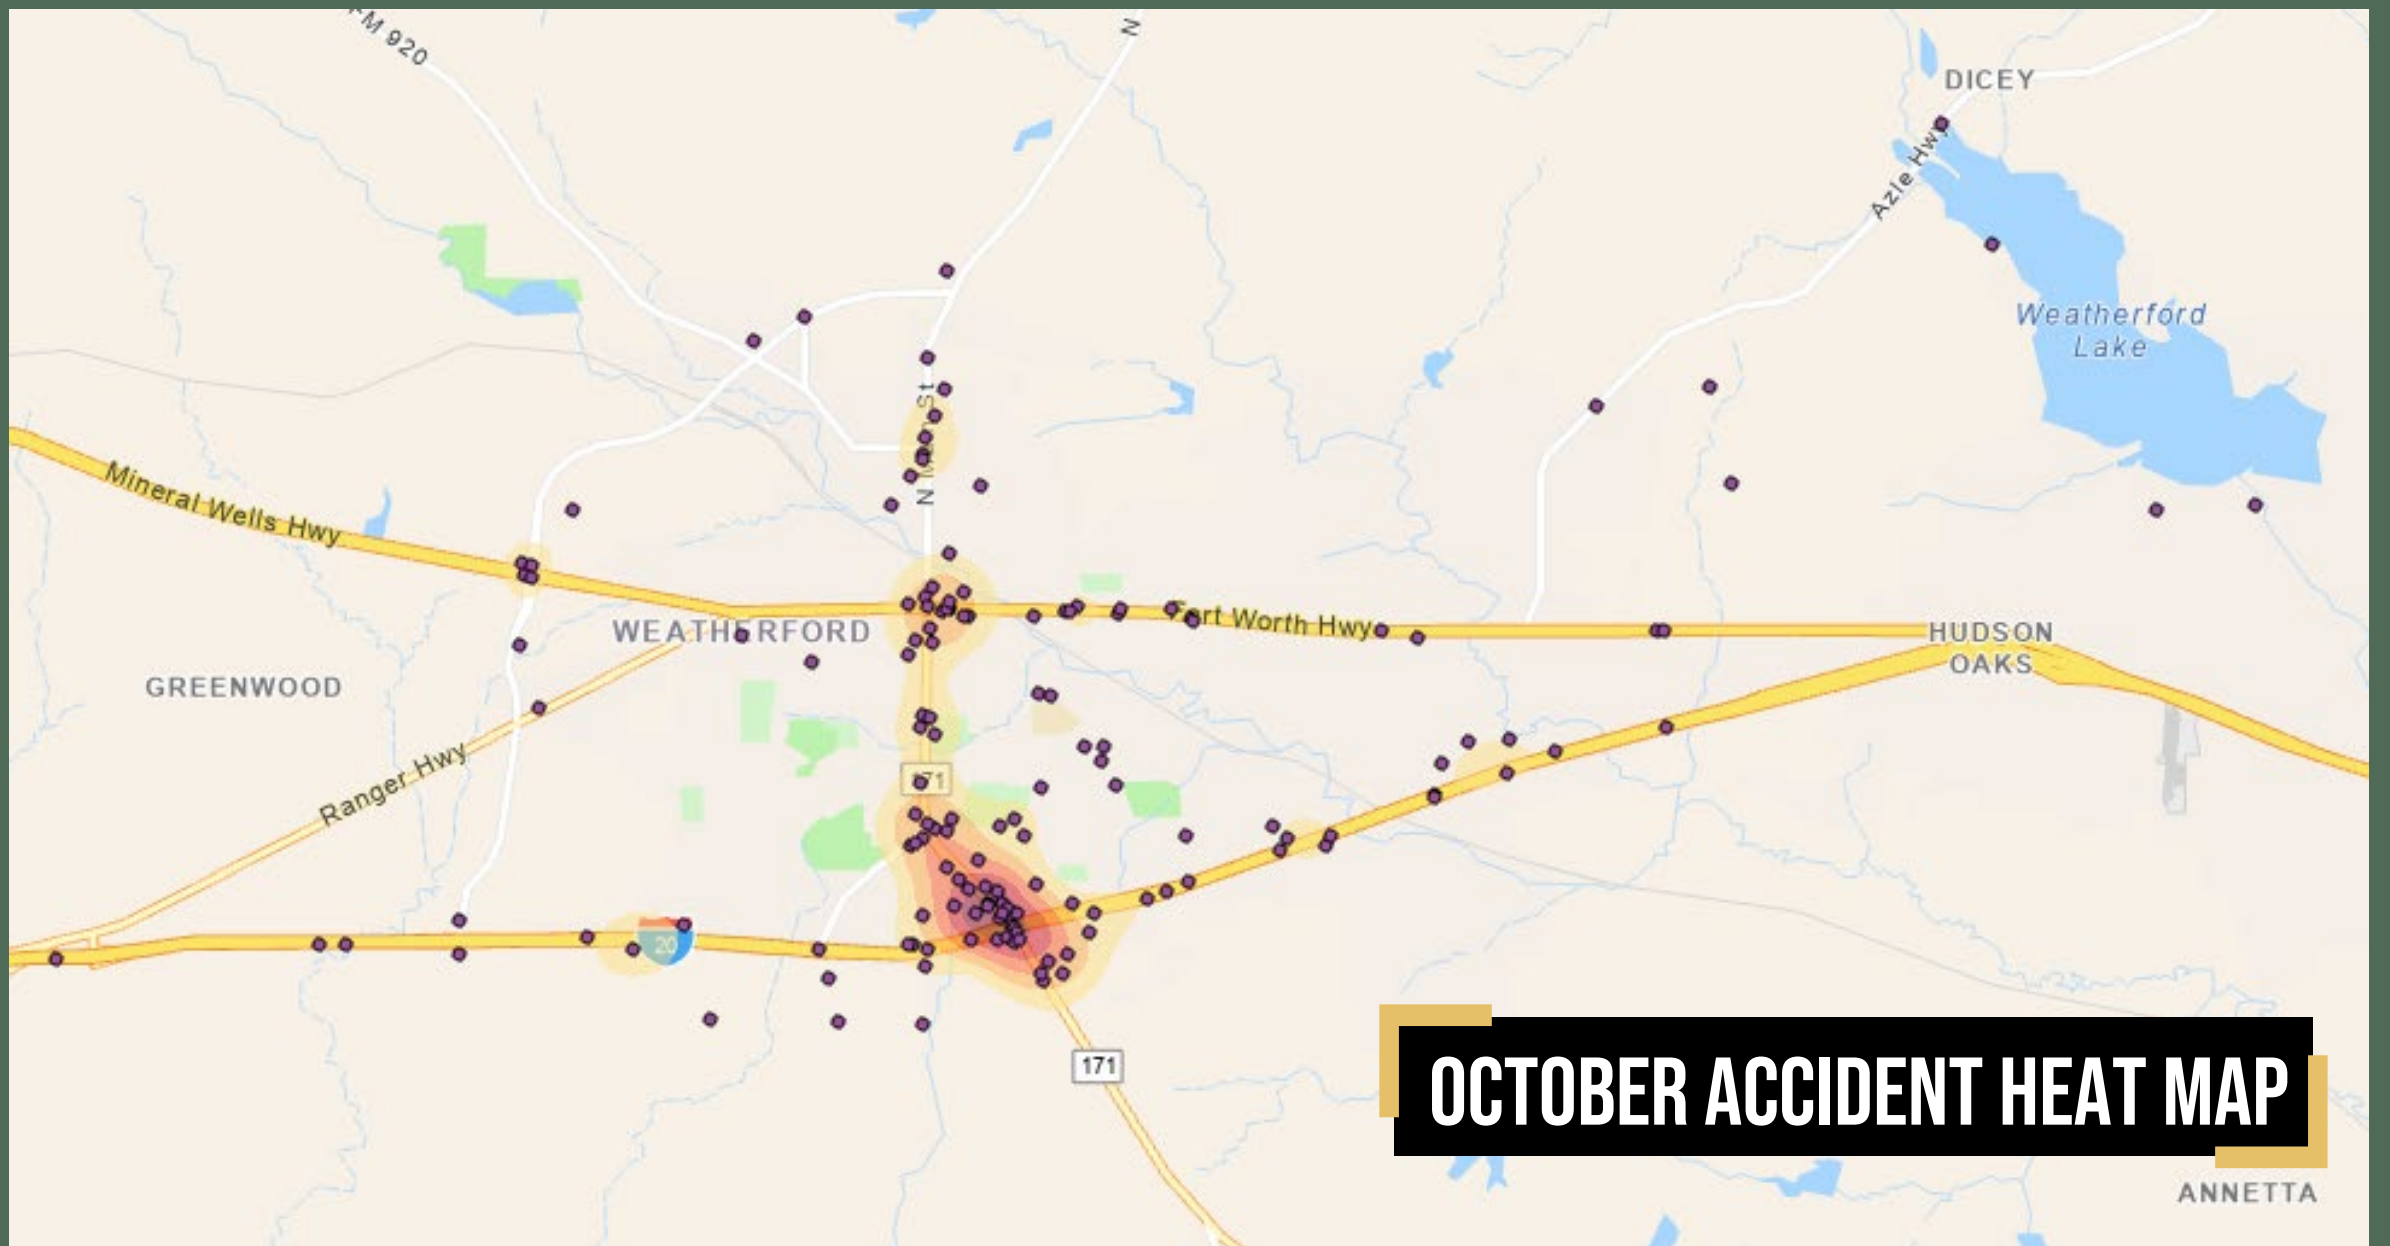 FM 920
N
DICEY
Azle Hwy
Weatherford
Lake
N Main St
Mineral Wells Hwy
Fort Worth Hwy
WEATHERFORD
HUDSON
OAKS
GREENWOOD
Ranger Hwy
171
20
171
OCTOBER ACCIDENT HEAT MAP
ANNETTA